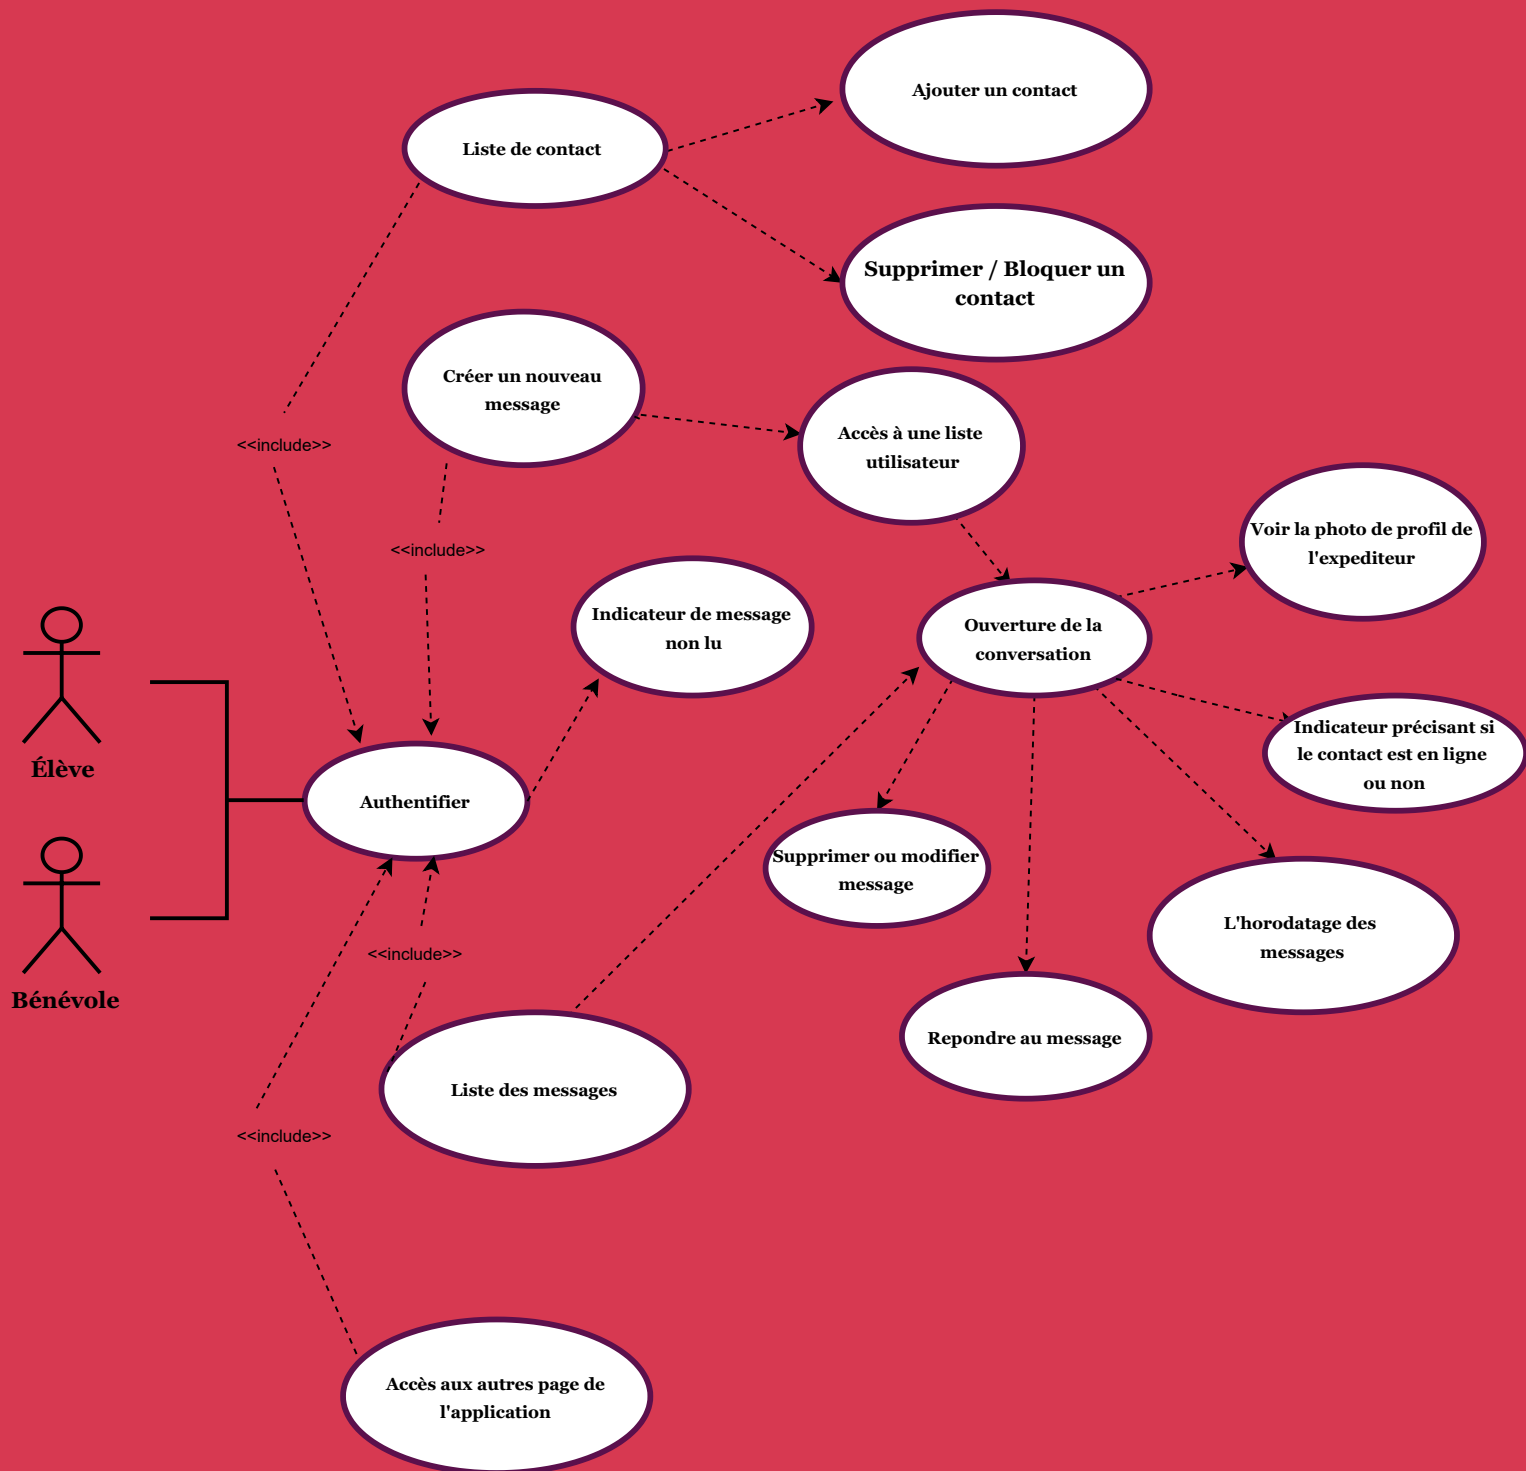 Ajouter un contact
Liste de contact
Supprimer / Bloquer un
contact
Créer un nouveau
message
Accès à une liste
utilisateur
<<include>>
Voir la photo de profil de
l'expediteur
<<include>>
Indicateur de message
non lu
Ouverture de la
conversation
Élève
Indicateur précisant si
le contact est en ligne
ou non
Authentifier
Supprimer ou modifier
message
L'horodatage des
messages
<<include>>
Bénévole
Repondre au message
Liste des messages
<<include>>
Accès aux autres page de
l'application